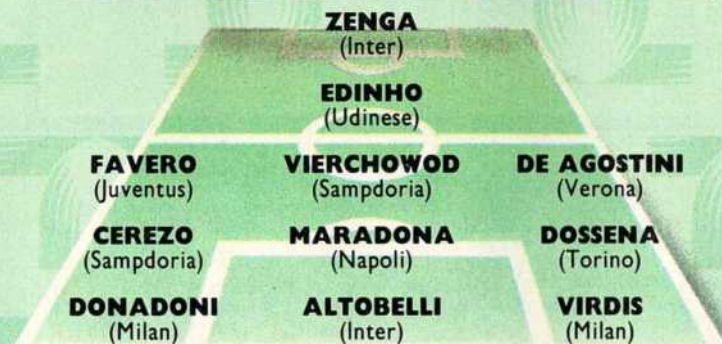 ZENGA
(Inter)
EDINHO
(Udinese)
FAVERO VIERCHOWOD DE AGOSTINI
(Juventus) (Sampdoria) (Verona)
CEREZO MARADONA DOSSENA
(Sampdoria) (Napoli) (Torino)
DONADONI ALTOBELLI VIRDIS
(Milan) (Inter) (Milan)